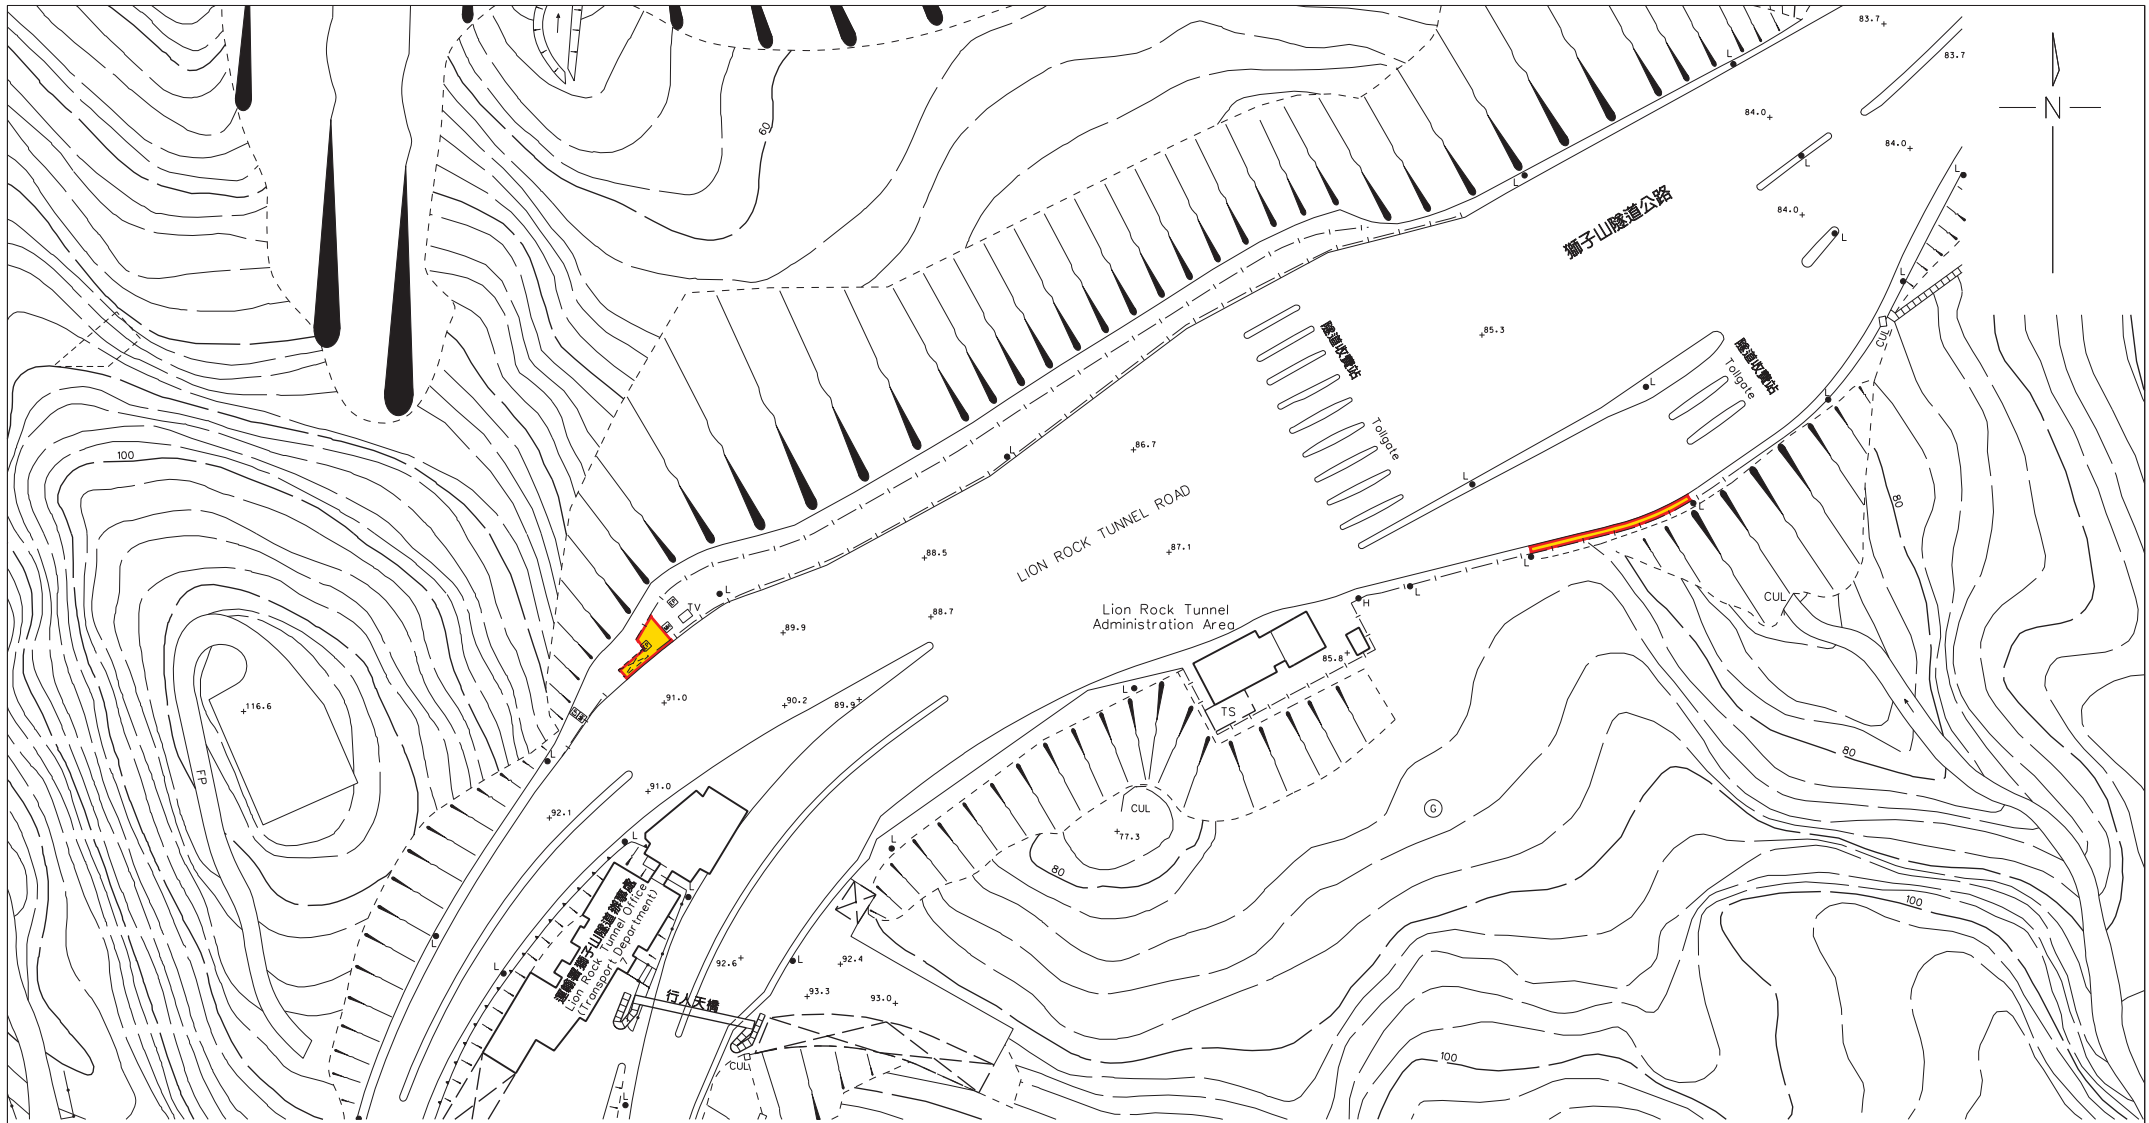 83.7
83.7
N
60
84.0
84.0
84.0
獅子山隧道公路
L
L
L
L
L
L
L
85.3
隧道收費站
Tollgate
隧道收費站
Tollgate
CUL
L
L
L
100
86.7
LION ROCK TUNNEL ROAD
L
L
80
88.5
87.1
L
L
L
TV
H
CUL
88.7
Lion Rock Tunnel
Administration Area
89.9
85.8
116.6
91.0
90.2
89.9
L
TS
80
FP
L
91.0
92.1
CUL
77.3
G
L
L
80
運輸署獅子山隧道辦事處
Lion Rock Tunnel Office
(Transport Department)
L
100
L
L
92.6
L
92.4
93.3
93.0
行人天橋
CUL
100
L
L